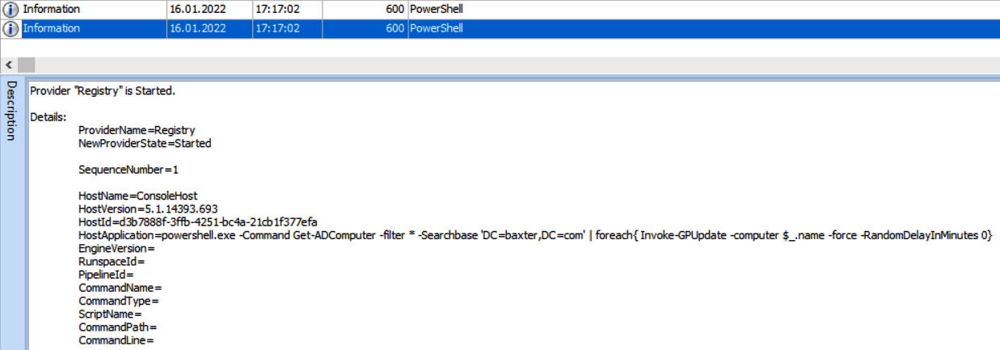 Information 16.01.2022 17:17:02 600 PowerShell
Information 16.01.2022 17:17:02 600 PowerShell
Description
Provider "Registry" is Started.
Details:
ProviderName=Registry
NewProviderState=Started
SequenceNumber=1
HostName=ConsoleHost
HostVersion=5.1.14393.693
HostId=d3b7888f-3ffb-4251-bc4a-21cb1f377efa
HostApplication=powershell.exe -Command Get-ADComputer -filter * -Searchbase 'DC=baxter,DC=com' | foreach{ Invoke-GPUpdate -computer $_.name -force -RandomDelayInMinutes 0}
EngineVersion=
RunspaceId=
PipelineId=
CommandName=
CommandType=
ScriptName=
CommandPath=
CommandLine=